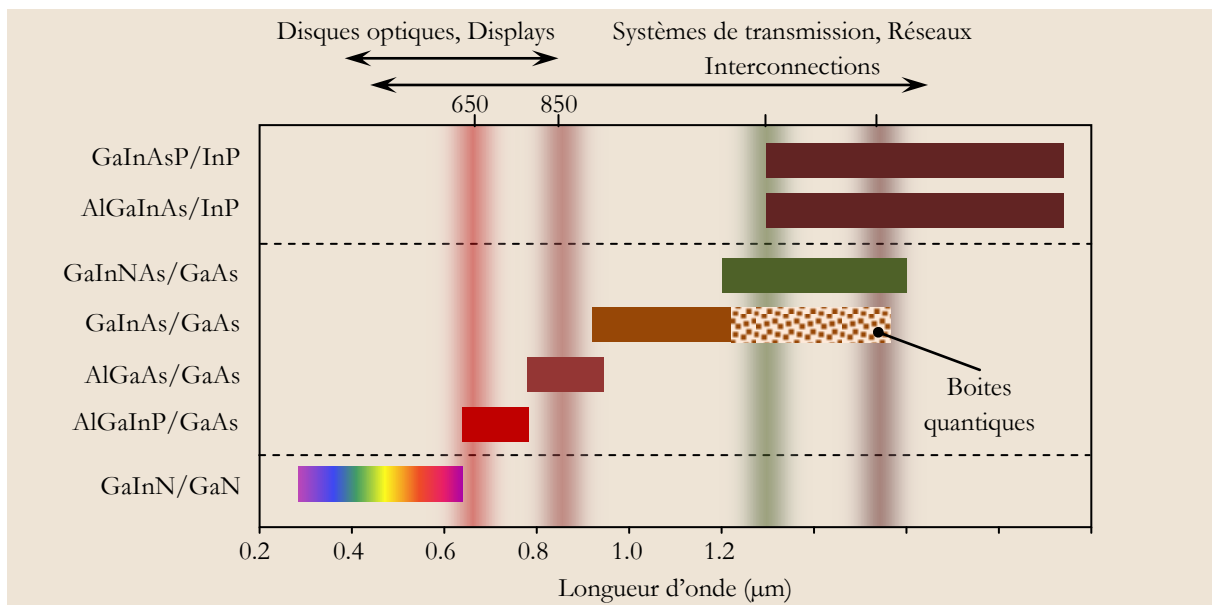 Disques optiques, Displays
Systèmes de transmission, Réseaux
Interconnections
650
850
GaInAsP/InP
AlGaInAs/InP
GaInNAs/GaAs
GaInAs/GaAs
AlGaAs/GaAs
AlGaInP/GaAs
GaInN/GaN
Boites
quantiques
0.2 0.4 0.6 0.8 1.0 1.2
Longueur d’onde (μm)